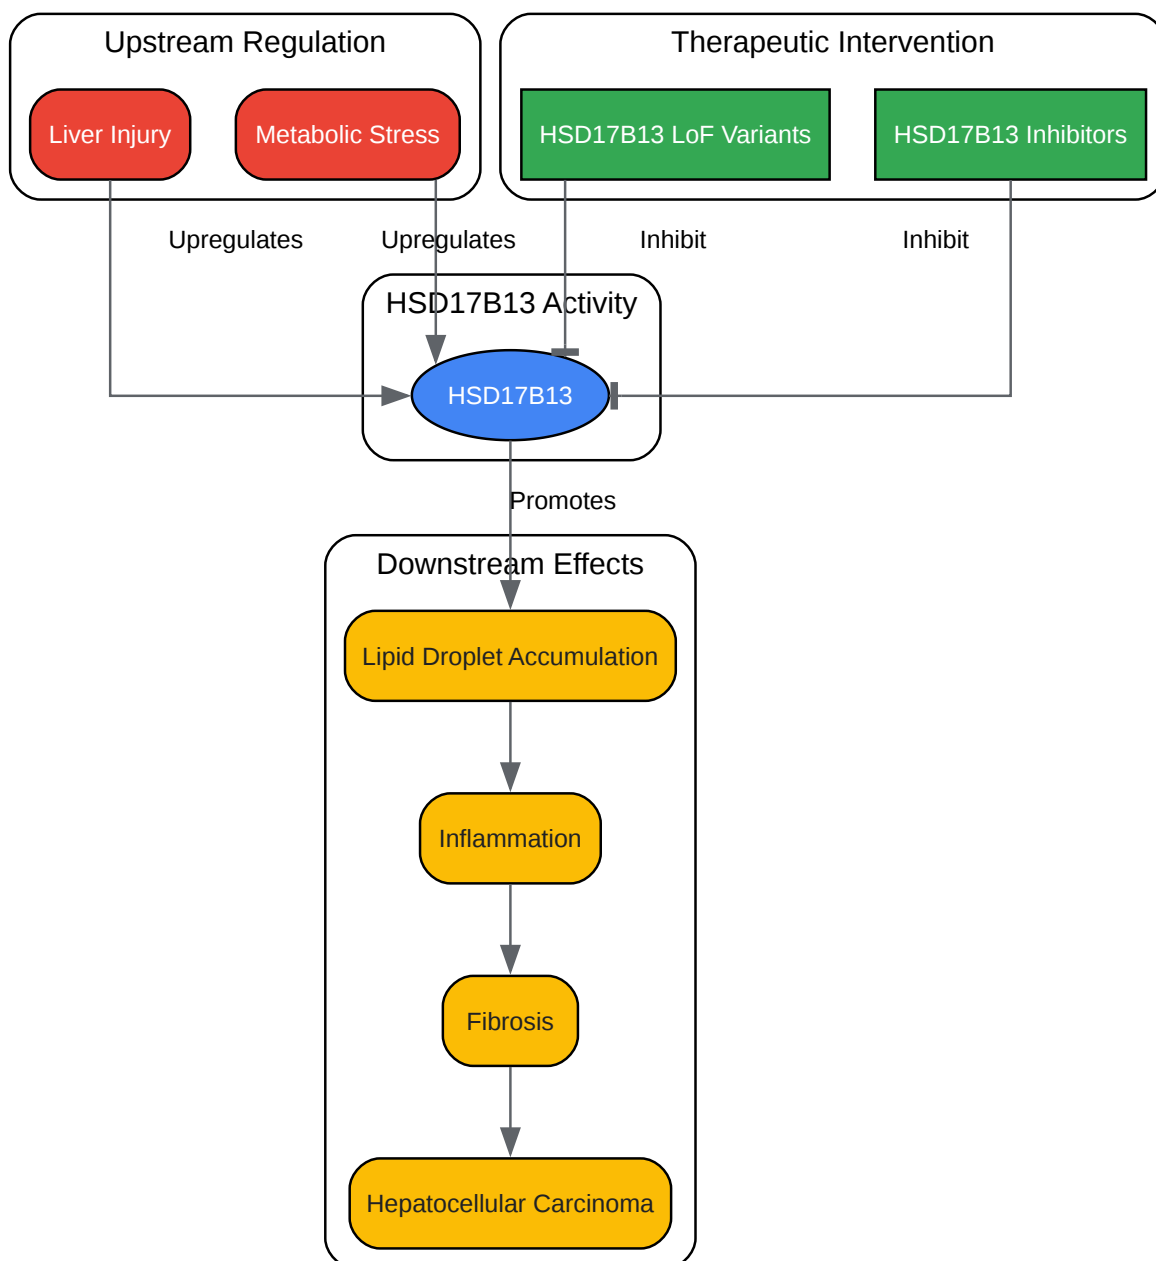 Upstream Regulation
Therapeutic Intervention
Liver Injury
Metabolic Stress
HSD17B13 LoF Variants
HSD17B13 Inhibitors
Upregulates
Upregulates
Inhibit
Inhibit
HSD17B13 Activity
HSD17B13
Promotes
Downstream Effects
Lipid Droplet Accumulation
Inflammation
Fibrosis
Hepatocellular Carcinoma